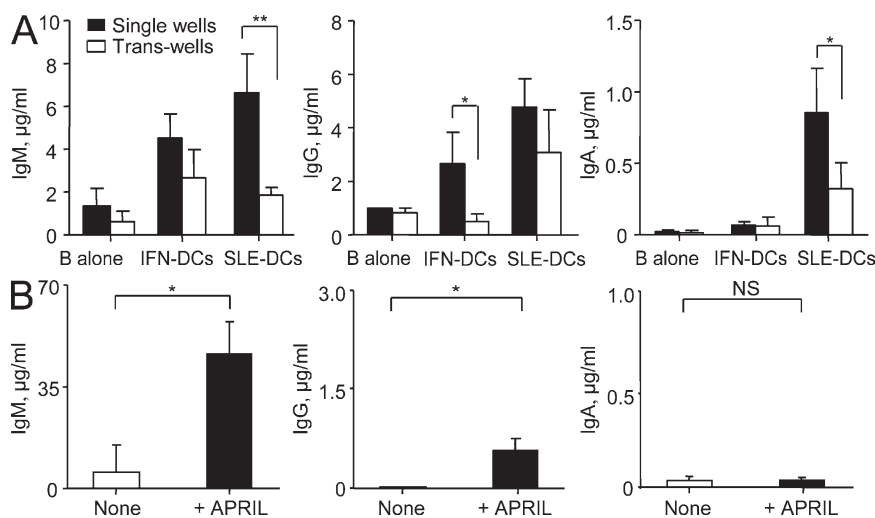 A
Single wells
Trans-wells
IgM, µg/ml
10
8
6
4
2
0
**
B alone
IFN-DCs
SLE-DCs
IgG, µg/ml
8
6
4
2
0
*
B alone
IFN-DCs
SLE-DCs
IgA, µg/ml
1.5
1.0
0.5
0
*
B alone
IFN-DCs
SLE-DCs
B
IgM, µg/ml
70
35
0
*
None
+ APRIL
IgG, µg/ml
3.0
1.5
0
*
None
+ APRIL
IgA, µg/ml
1.0
0.5
0
NS
None
+ APRIL